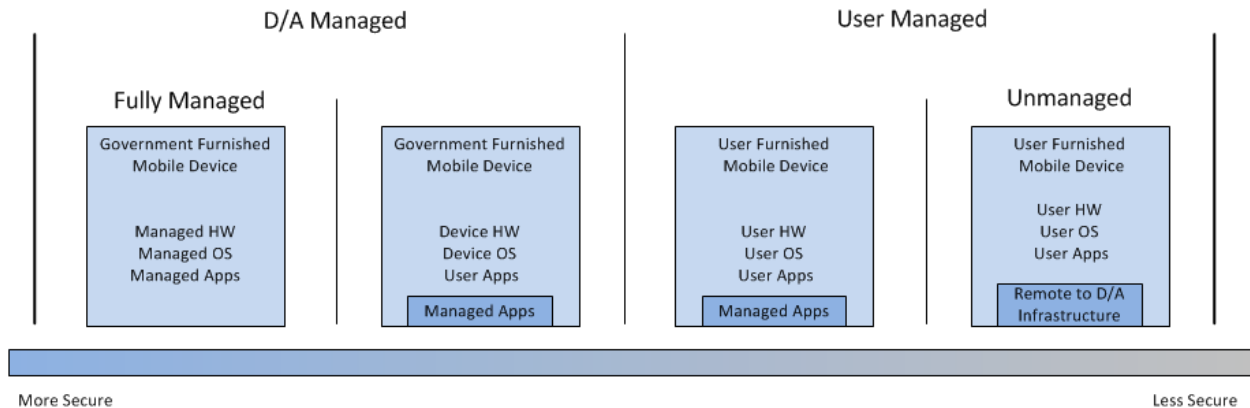 D/A Managed
User Managed
Fully Managed
Unmanaged
Government Furnished
Mobile Device
Managed HW
Managed OS
Managed Apps
Government Furnished
Mobile Device
Device HW
Device OS
User Apps
Managed Apps
User Furnished
Mobile Device
User HW
User OS
User Apps
Managed Apps
User Furnished
Mobile Device
User HW
User OS
User Apps
Remote to D/A
Infrastructure
More Secure
Less Secure